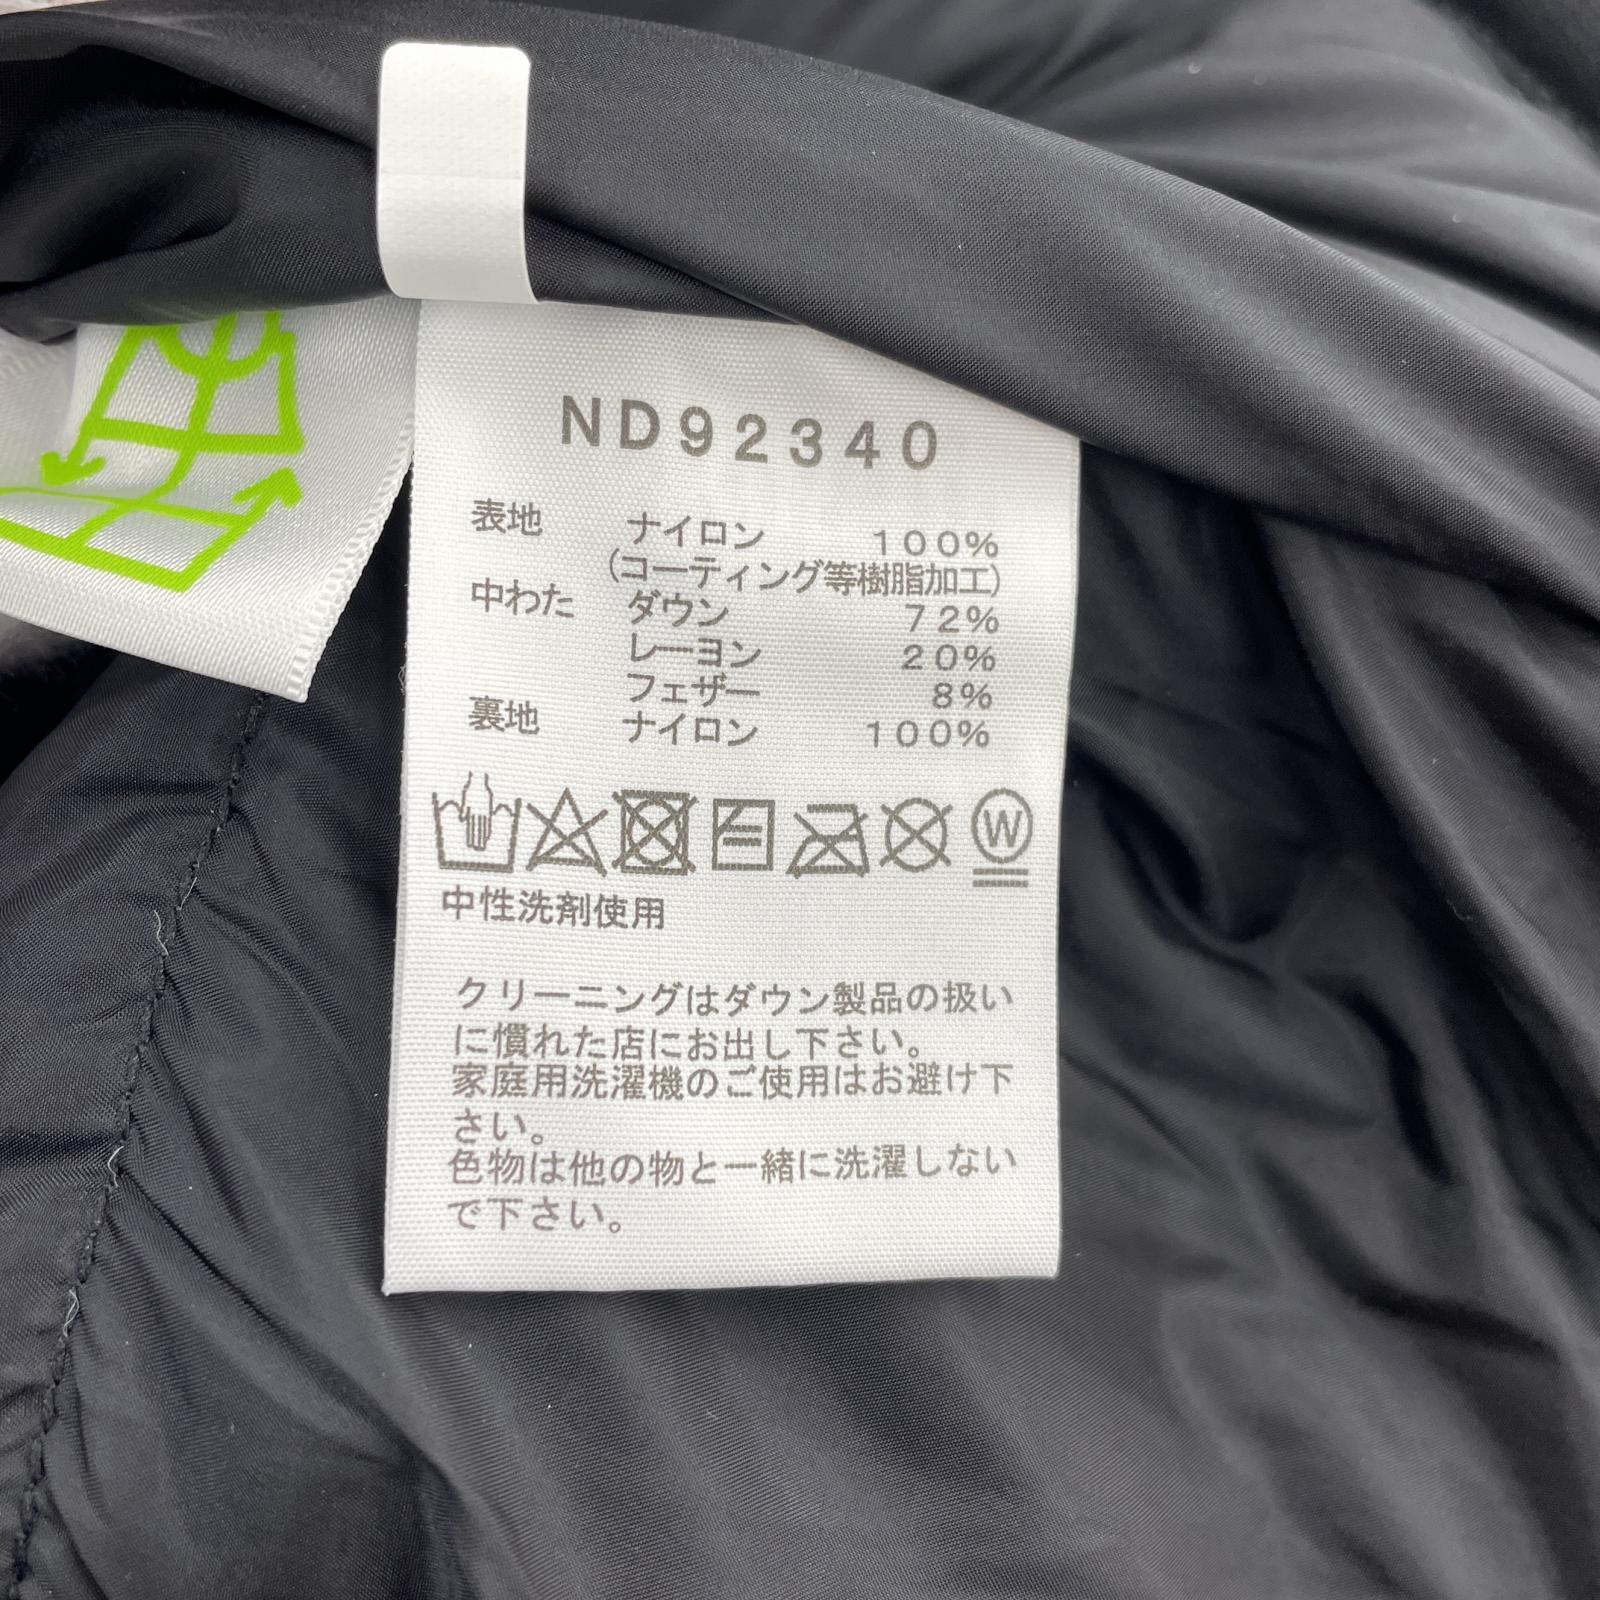 ND92340
表地 ナイロン 100%
(コーティング等樹脂加工)
中わた ダウン 72%
レーヨン 20%
フェザー 8%
裏地 ナイロン 100%
W
中性洗剤使用
クリーニングはダウン製品の扱い
に慣れた店にお出し下さい。
家庭用洗濯機のご使用はお避け下
さい。
色物は他の物と一緒に洗濯しない
で下さい。